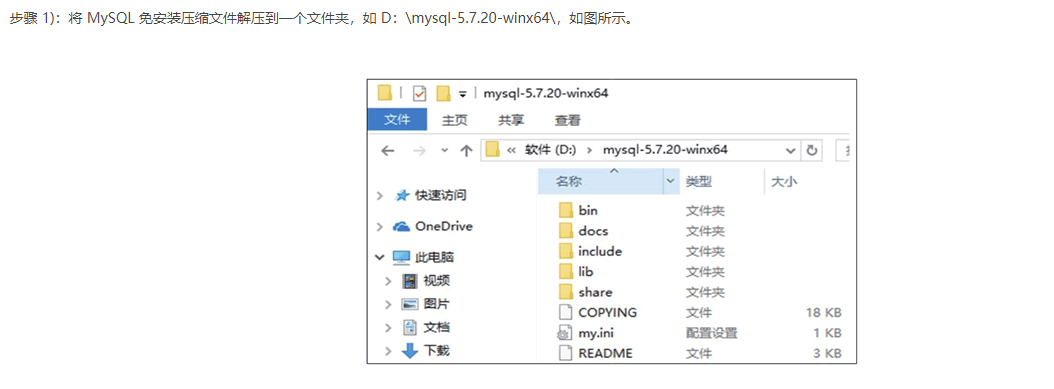 步骤 1)：将 MySQL 免安装压缩文件解压到一个文件夹，如 D：\mysql-5.7.20-winx64\，如图所示。
mysql-5.7.20-winx64
文件 主页 共享 查看
« 软件 (D:) › mysql-5.7.20-winx64
名称 类型 大小
快速访问
OneDrive
此电脑
视频
图片
文档
下载
bin 文件夹
docs 文件夹
include 文件夹
lib 文件夹
share 文件夹
COPYING 文件 18 KB
my.ini 配置设置 1 KB
README 文件 3 KB